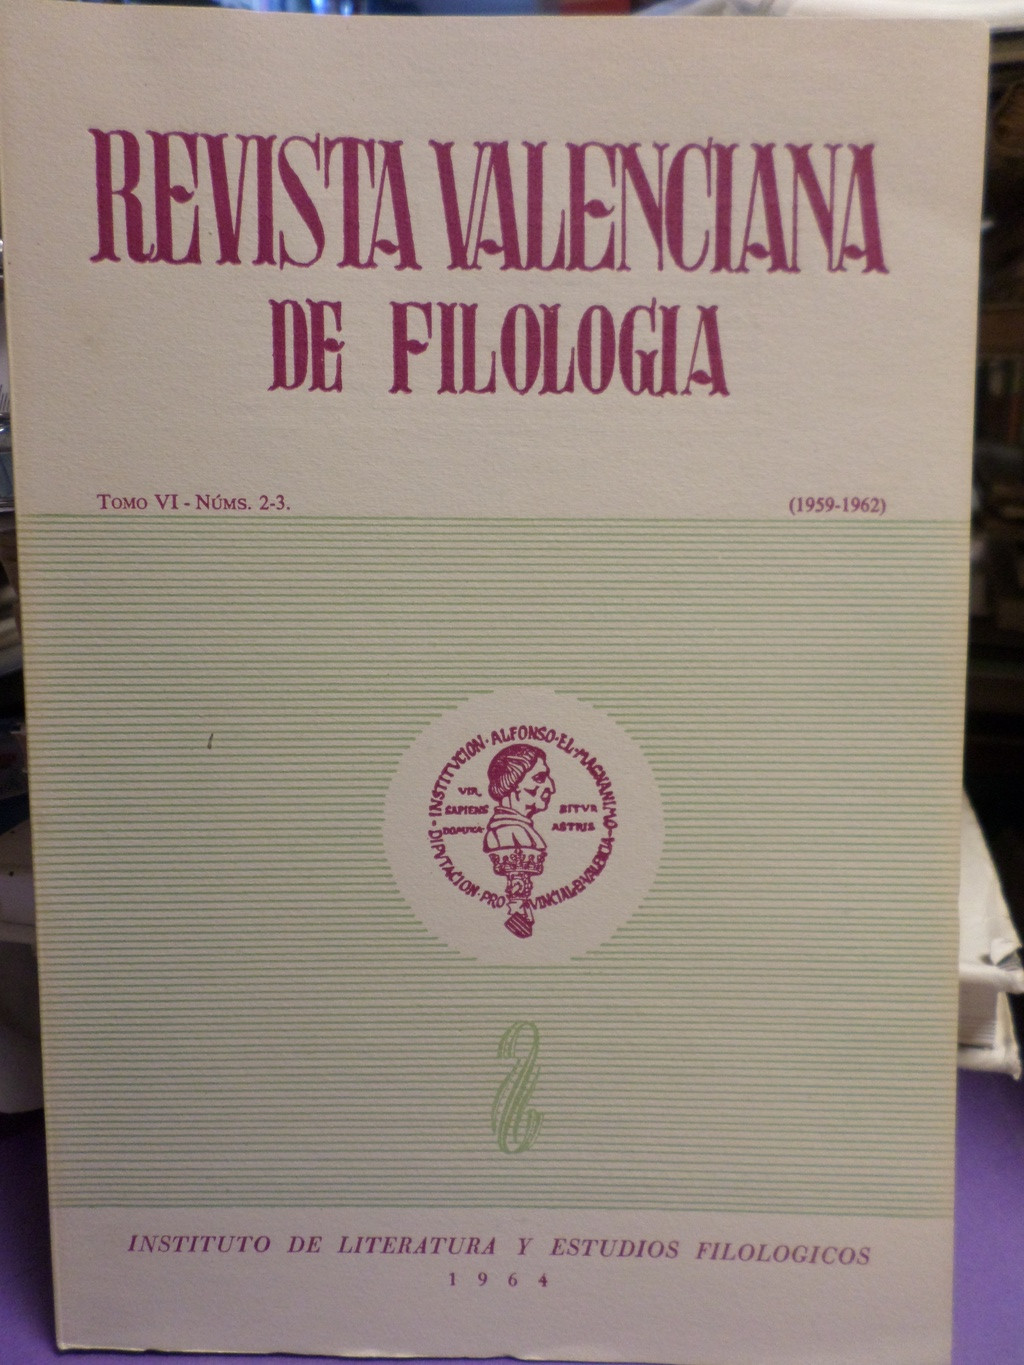 REVISTA VALENCIANA
DE FILOLOGIA
TOMO VI - NÚMS. 2-3.
(1959-1962)
INSTITVCION · ALFONSO · EL · MAGNANIMO
DIPVTACION · PROVINCIAL · D · VALENCIA
VIR
SAPIENS
DOMINA
BITVR
ASTRIS
INSTITUTO DE LITERATURA Y ESTUDIOS FILOLOGICOS
1964